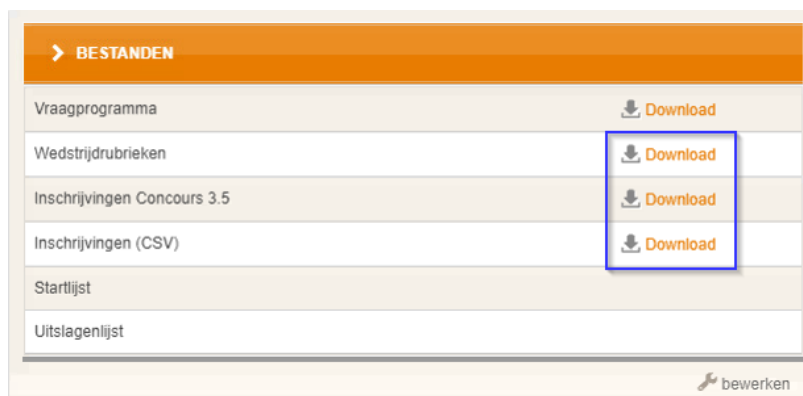 BESTANDEN
Vraagprogramma Download
Wedstrijdrubrieken Download
Inschrijvingen Concours 3.5 Download
Inschrijvingen (CSV) Download
Startlijst
Uitslagenlijst
bewerken